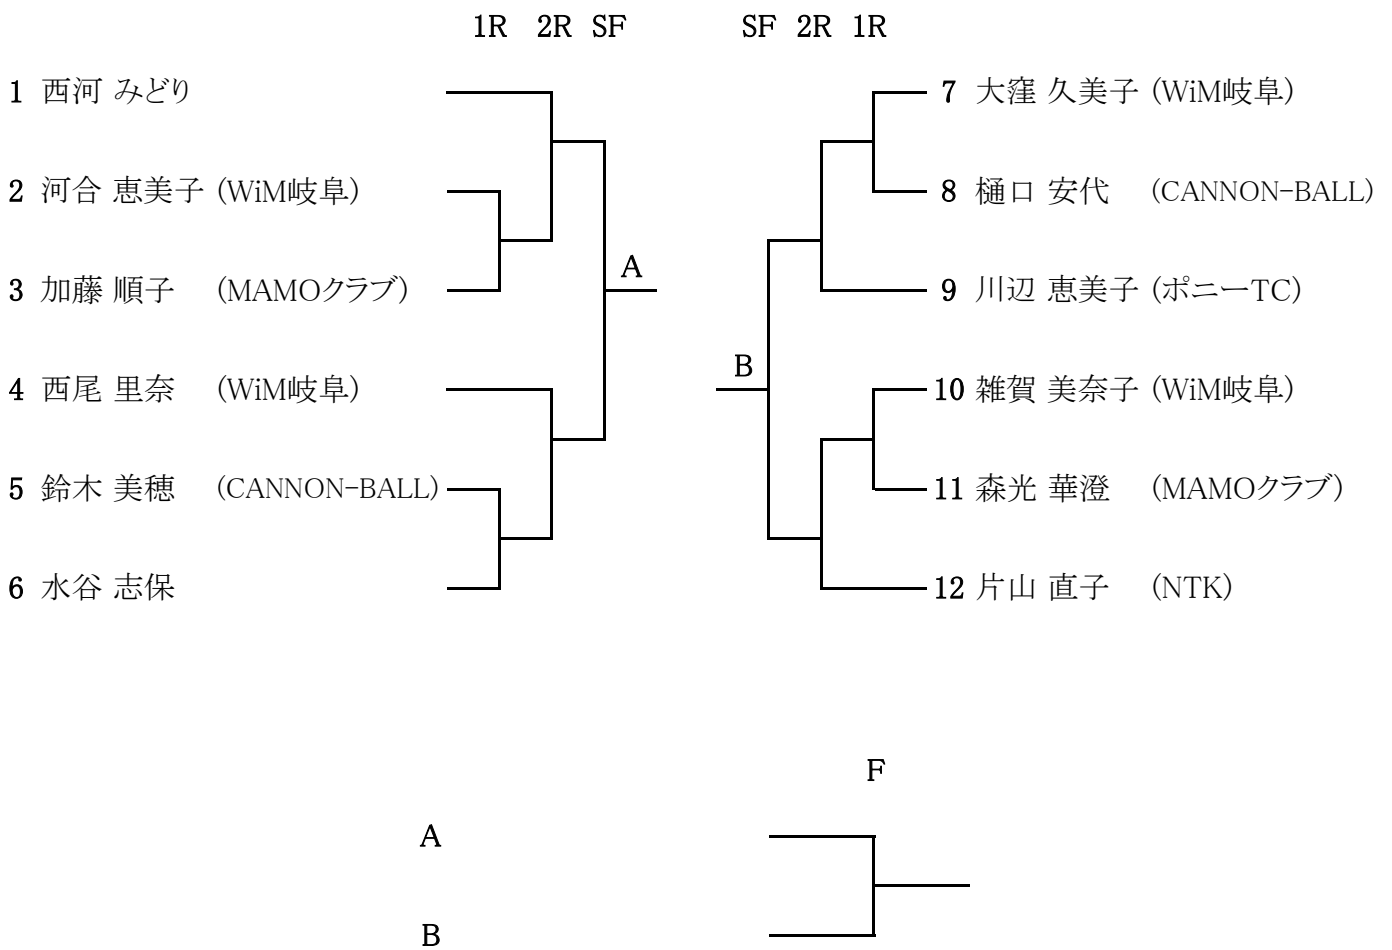 1R 2R SF SF 2R 1R
1 西河 みどり 7 大窪 久美子 (WiM岐阜)
2 河合 恵美子 (WiM岐阜) 8 樋口 安代 (CANNON-BALL)
A
3 加藤 順子 (MAMOクラブ) 9 川辺 恵美子 (ポニーTC)
B
4 西尾 里奈 (WiM岐阜) 10 雑賀 美奈子 (WiM岐阜)
5 鈴木 美穂 (CANNON-BALL) 11 森光 華澄 (MAMOクラブ)
6 水谷 志保 12 片山 直子 (NTK)
F
A
B